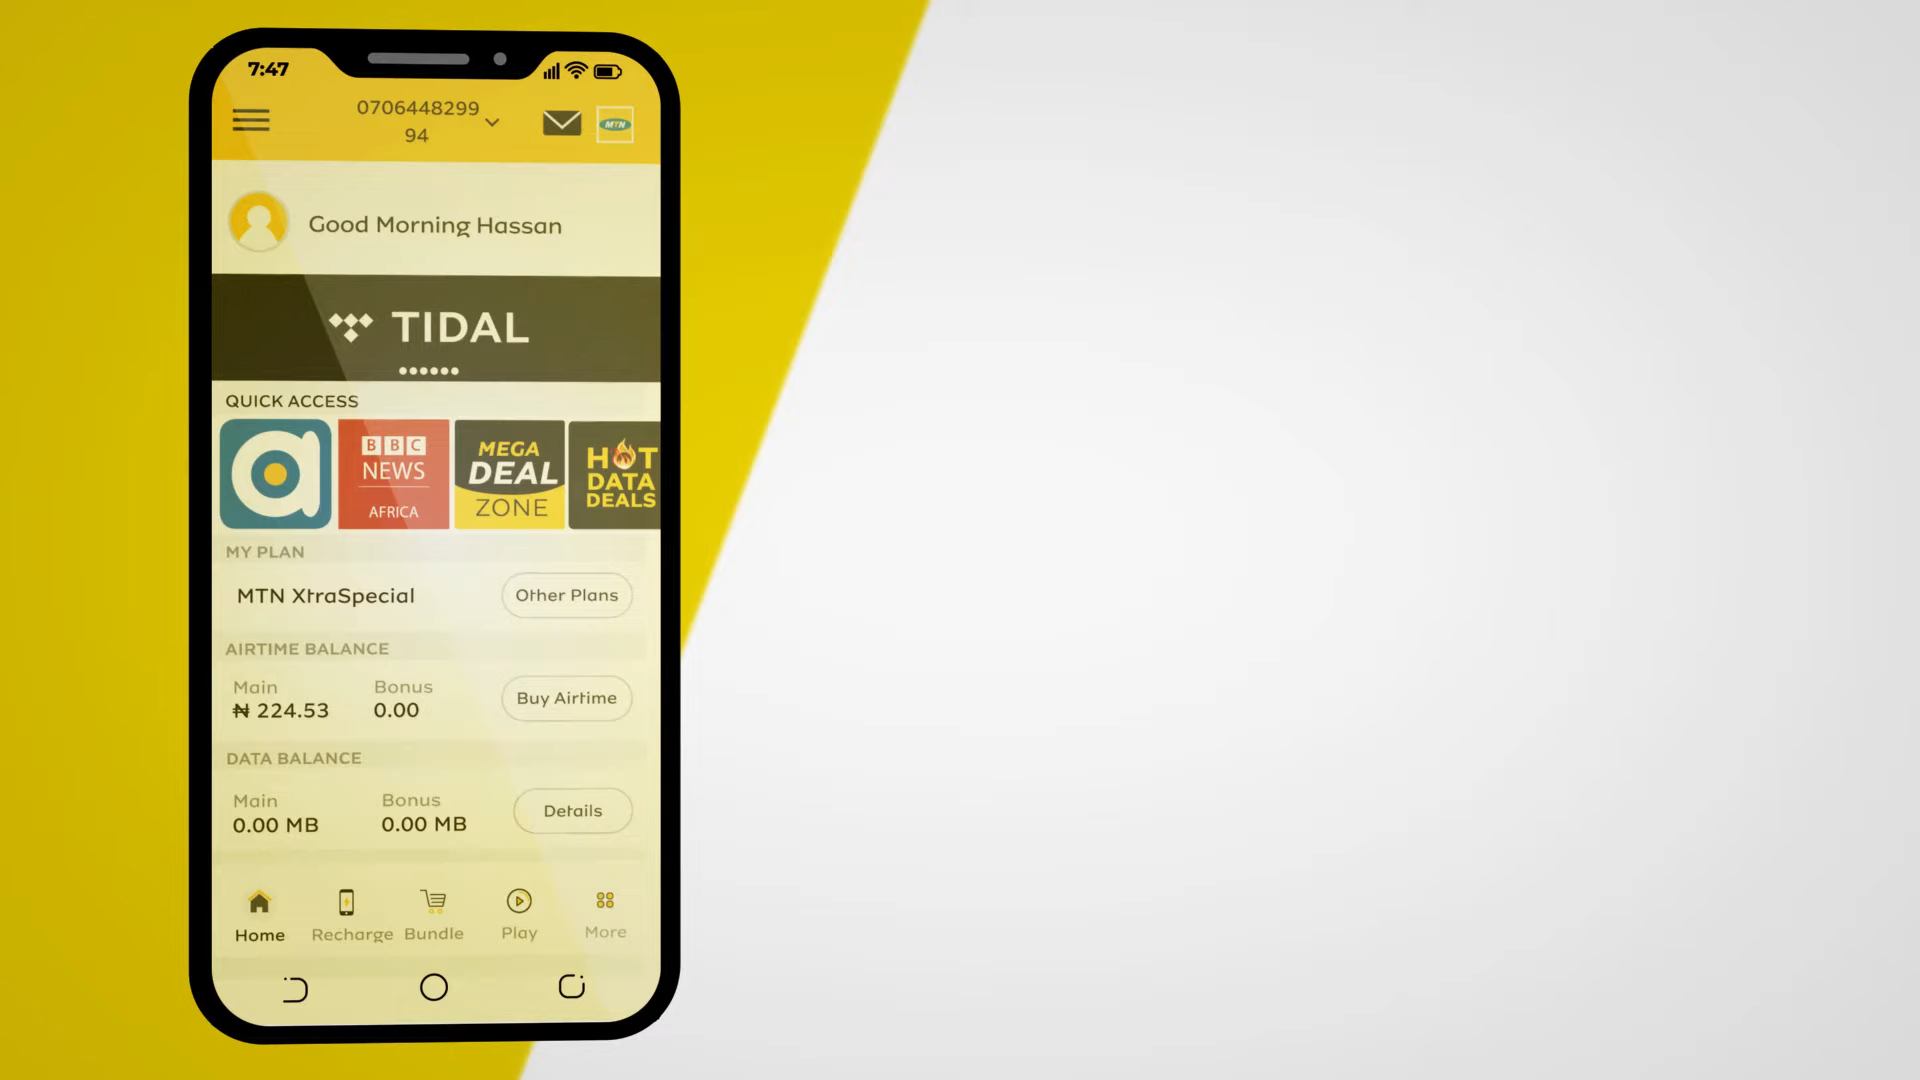 7:47
0706448299
94
MTN
Good Morning Hassan
TIDAL
QUICK ACCESS
a
BBC
NEWS
AFRICA
MEGA
DEAL
ZONE
HOT
DATA
DEALS
MY PLAN
MTN XtraSpecial
Other Plans
AIRTIME BALANCE
Main
Bonus
₦ 224.53
0.00
Buy Airtime
DATA BALANCE
Main
Bonus
0.00 MB
0.00 MB
Details
Home
Recharge
Bundle
Play
More